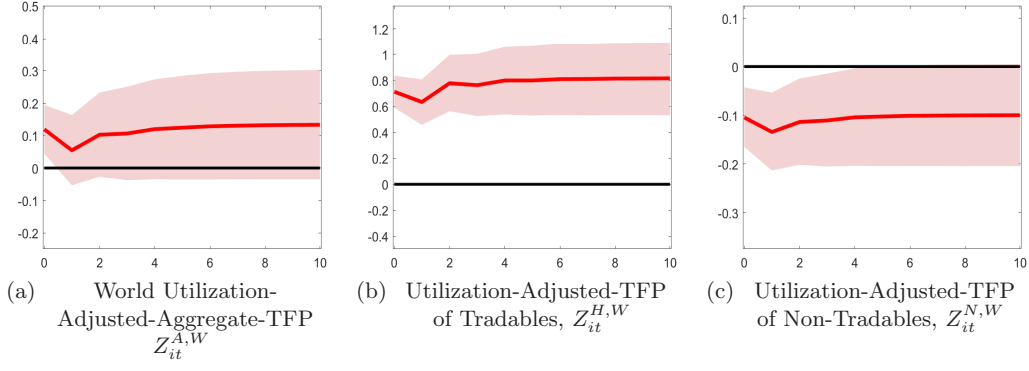 0.5
0.4
0.3
0.2
0.1
0
-0.1
-0.2
0 2 4 6 8 10
1.2
1
0.8
0.6
0.4
0.2
0
-0.2
-0.4
0 2 4 6 8 10
0.1
0
-0.1
-0.2
-0.3
0 2 4 6 8 10
(a) World Utilization-
Adjusted-Aggregate-TFP
Z_{it}^{A,W}
(b) Utilization-Adjusted-TFP
of Tradables, Z_{it}^{H,W}
(c) Utilization-Adjusted-TFP
of Non-Tradables, Z_{it}^{N,W}